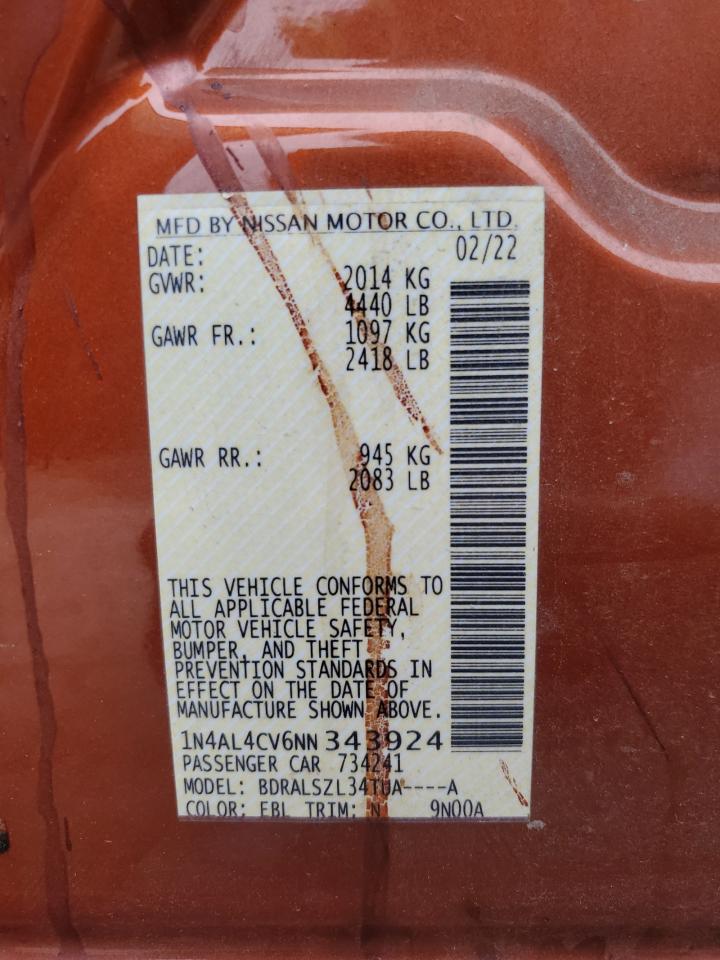 MFD BY NISSAN MOTOR CO., LTD.
DATE: 02/22
GVWR: 2014 KG
4440 LB
GAWR FR.: 1097 KG
2418 LB
GAWR RR.: 945 KG
2083 LB
THIS VEHICLE CONFORMS TO
ALL APPLICABLE FEDERAL
MOTOR VEHICLE SAFETY,
BUMPER, AND THEFT
PREVENTION STANDARDS IN
EFFECT ON THE DATE OF
MANUFACTURE SHOWN ABOVE.
1N4AL4CV6NN343924
PASSENGER CAR 734241
MODEL: BDRALSZL34TUA----A
COLOR: EBL TRIM: N 9N00A